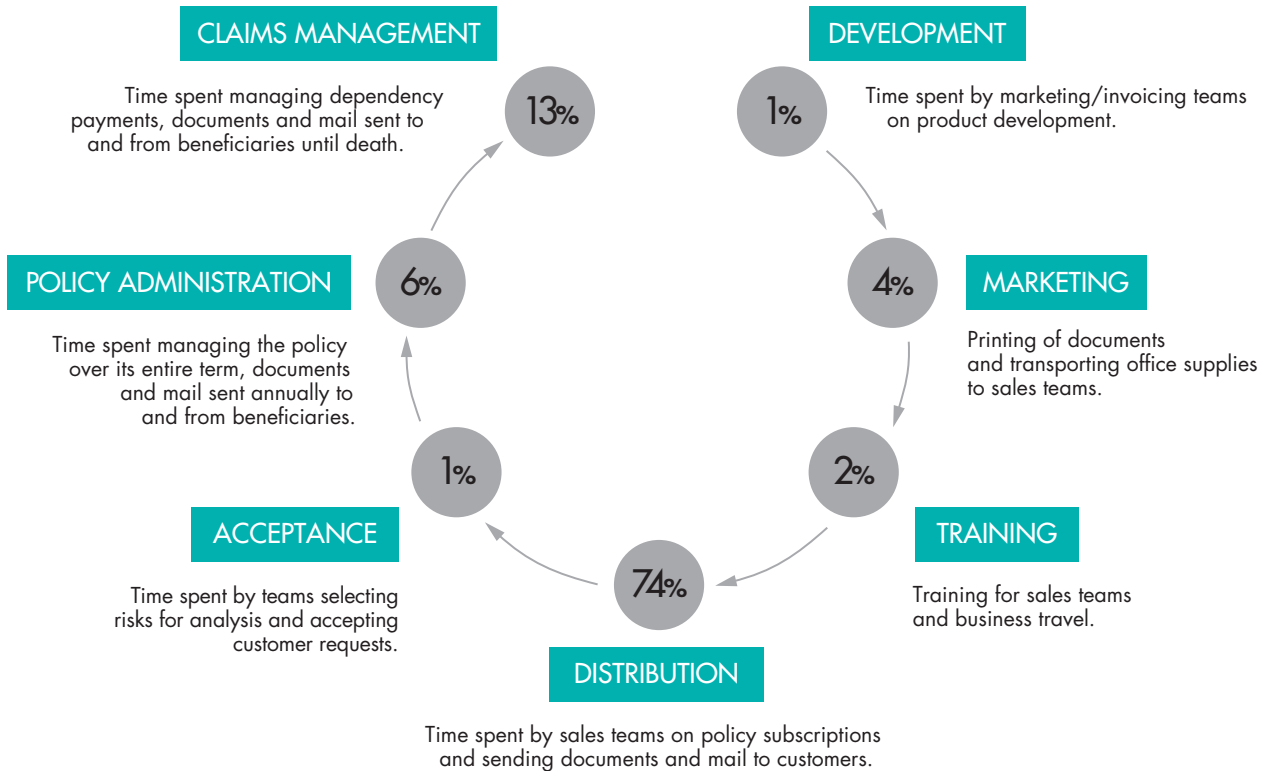 DEVELOPMENT
1%
Time spent by marketing/invoicing teams
on product development.
MARKETING
4%
Printing of documents
and transporting office supplies
to sales teams.
TRAINING
2%
Training for sales teams
and business travel.
DISTRIBUTION
74%
Time spent by sales teams on policy subscriptions
and sending documents and mail to customers.
ACCEPTANCE
1%
Time spent by teams selecting
risks for analysis and accepting
customer requests.
POLICY ADMINISTRATION
6%
Time spent managing the policy
over its entire term, documents
and mail sent annually to
and from beneficiaries.
CLAIMS MANAGEMENT
13%
Time spent managing dependency
payments, documents and mail sent to
and from beneficiaries until death.